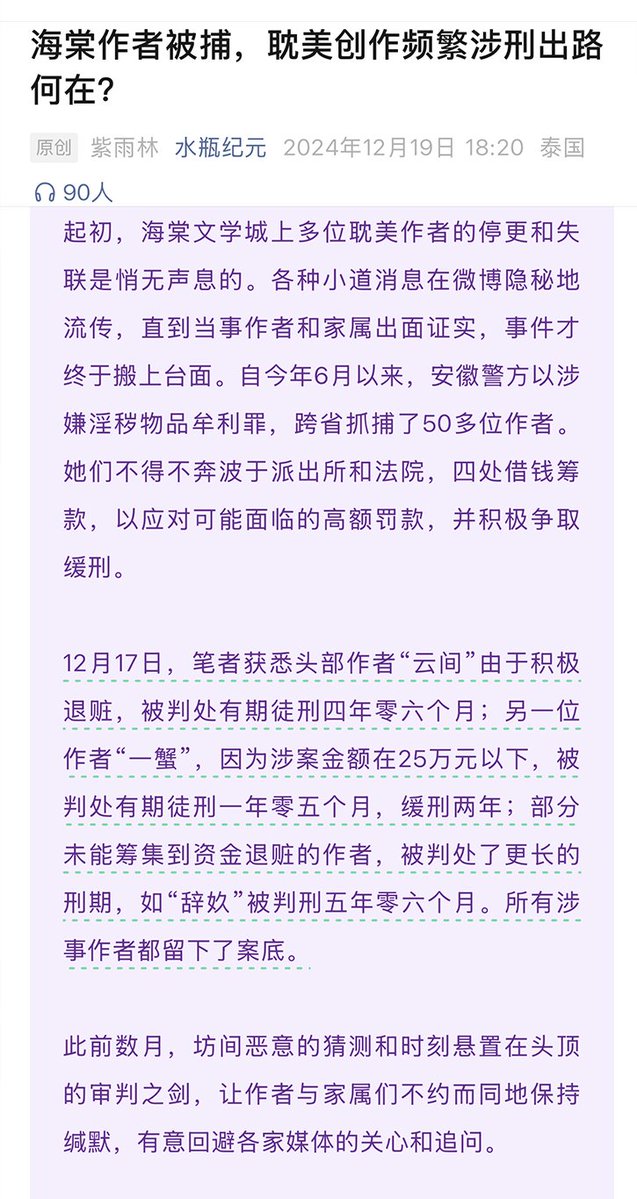 海棠作者被捕，耽美创作频繁涉刑出路
何在？
原创 紫雨林 水瓶纪元 2024年12月19日 18:20 泰国
90人
起初，海棠文学城上多位耽美作者的停更和失
联是悄无声息的。各种小道消息在微博隐秘地
流传，直到当事作者和家属出面证实，事件才
终于搬上台面。自今年6月以来，安徽警方以涉
嫌淫秽物品牟利罪，跨省抓捕了50多位作者。
她们不得不奔波于派出所和法院，四处借钱筹
款，以应对可能面临的高额罚款，并积极争取
缓刑。
12月17日，笔者获悉头部作者“云间”由于积极
退赃，被判处有期徒刑四年零六个月；另一位
作者“一蟹”，因为涉案金额在25万元以下，被
判处有期徒刑一年零五个月，缓刑两年；部分
未能筹集到资金退赃的作者，被判处了更长的
刑期，如“辞奺”被判刑五年零六个月。所有涉
事作者都留下了案底。
此前数月，坊间恶意的猜测和时刻悬置在头顶
的审判之剑，让作者与家属们不约而同地保持
缄默，有意回避各家媒体的关心和追问。